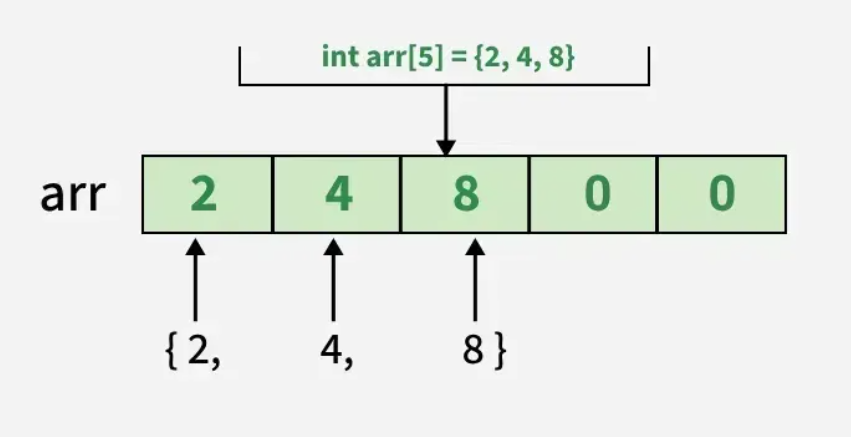 int arr[5] = {2, 4, 8}
arr 2 4 8 0 0
{ 2, 4, 8 }